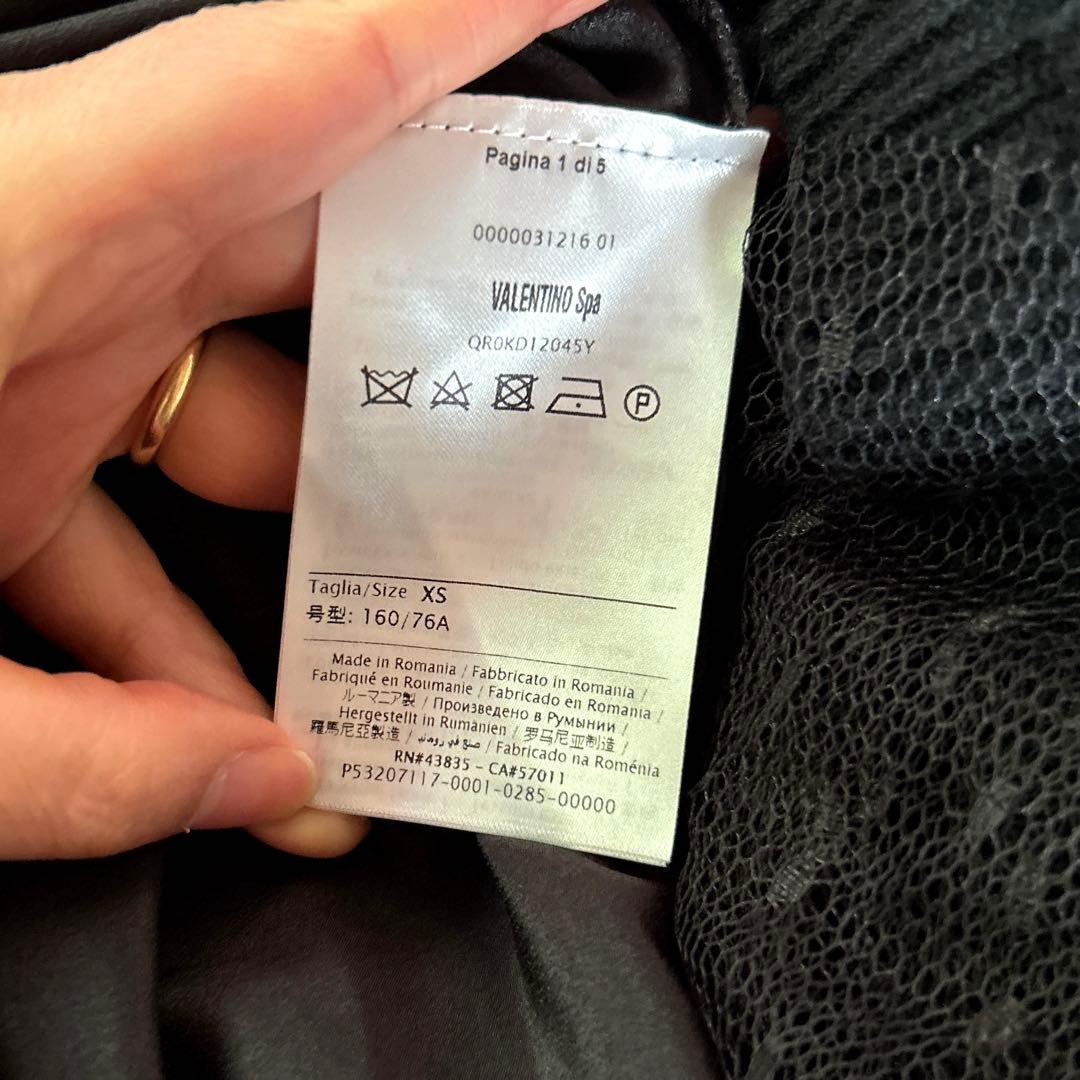 Pagina 1 di 5
0000031216 01
VALENTINO Spa
QR0KD12045Y
P
Taglia/Size XS
号型: 160/76A
Made in Romania / Fabbricato in Romania /
Fabriqué en Roumanie / Fabricado en Romania /
ルーマニア製 / Произведено в Румынии /
Hergestellt in Rumänien / 罗马尼亚制造 /
羅馬尼亞製造 / صنع في رومانيا / Fabricado na Roménia
RN#43835 - CA#57011
P53207117-0001-0285-00000